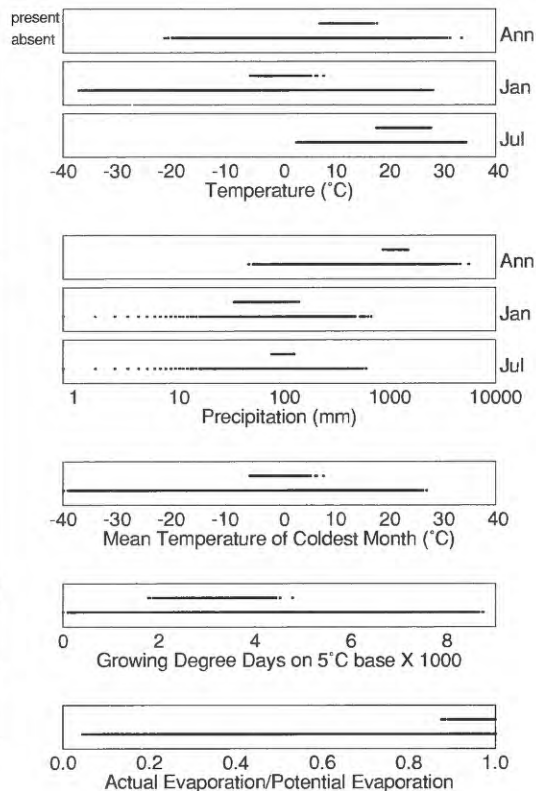 present
absent
Ann
Jan
Jul
-40 -30 -20 -10 0 10 20 30 40
Temperature (°C)
Ann
Jan
Jul
1 10 100 1000 10000
Precipitation (mm)
-40 -30 -20 -10 0 10 20 30 40
Mean Temperature of Coldest Month (°C)
0 2 4 6 8
Growing Degree Days on 5°C base X 1000
0.0 0.2 0.4 0.6 0.8 1.0
Actual Evaporation/Potential Evaporation